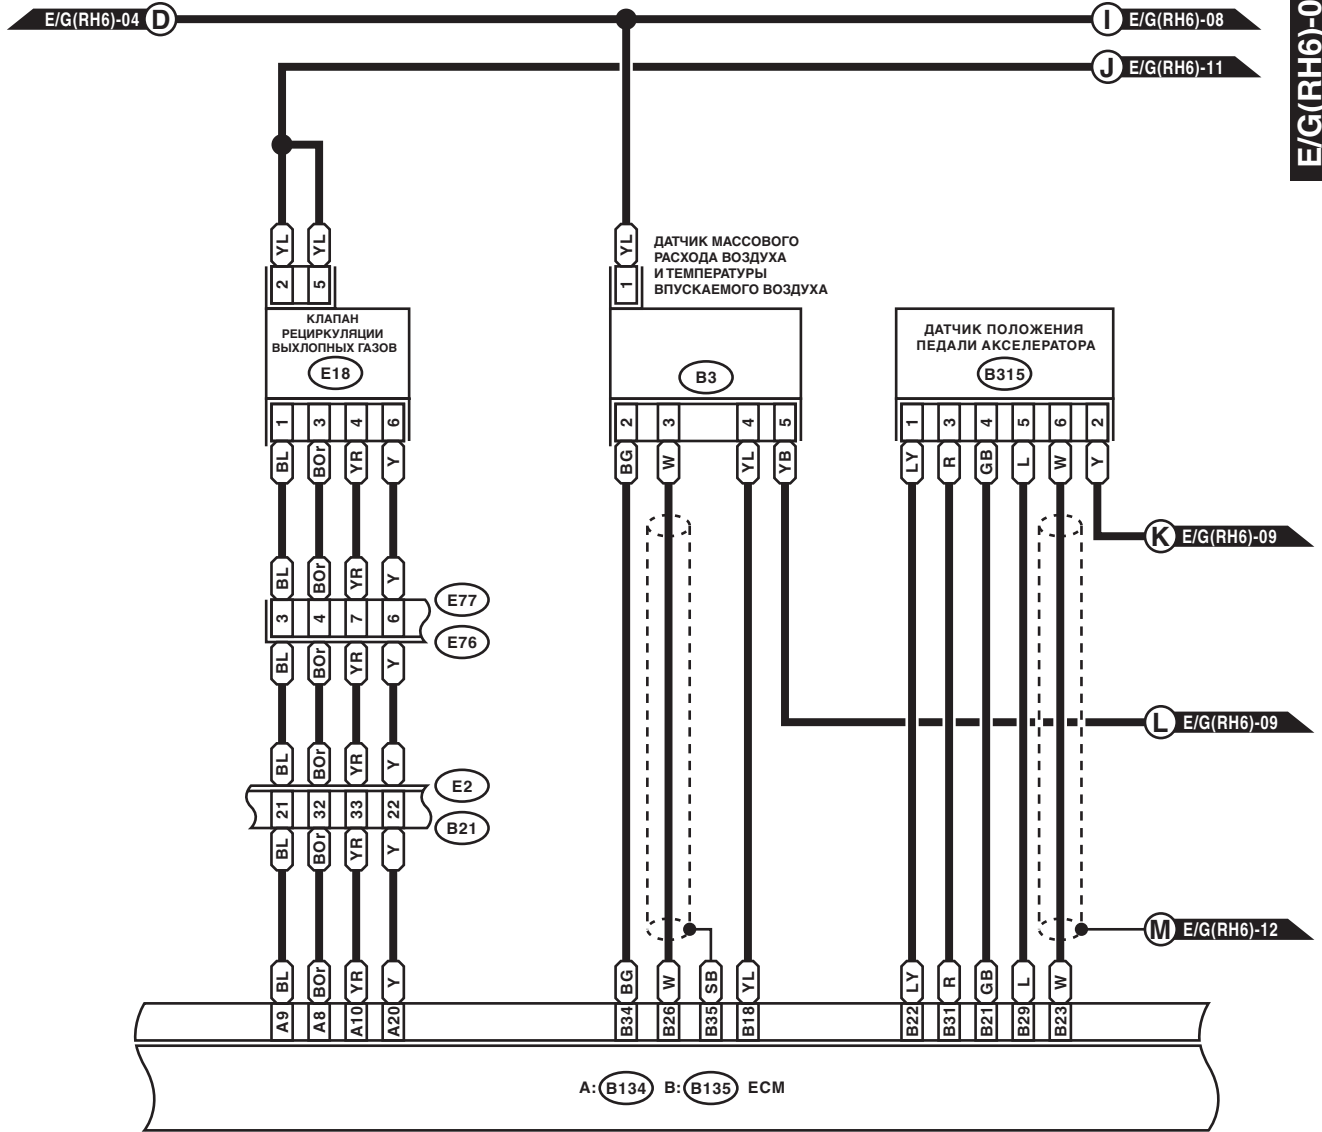 E/G(RH6)-04 D
I E/G(RH6)-08
J E/G(RH6)-11
YL YL YL
2 5 1
ДАТЧИК МАССОВОГО
РАСХОДА ВОЗДУХА
И ТЕМПЕРАТУРЫ
ВПУСКАЕМОГО ВОЗДУХА
КЛАПАН
РЕЦИРКУЛЯЦИИ
ВЫХЛОПНЫХ ГАЗОВ
E18
B3
ДАТЧИК ПОЛОЖЕНИЯ
ПЕДАЛИ АКСЕЛЕРАТОРА
B315
1 3 4 6 2 3 4 5 1 3 4 5 6 2
BL BOr YR Y BG W YL YB LY R GB L W Y
K E/G(RH6)-09
BL BOr YR Y
E77
3 4 7 6
E76
BL BOr YR Y
L E/G(RH6)-09
BL BOr YR Y
E2
21 32 33 22
B21
BL BOr YR Y
M E/G(RH6)-12
BL BOr YR Y BG W SB YL LY R GB L W
A9 A8 A10 A20 B34 B26 B35 B18 B22 B31 B21 B29 B23
A: B134 B: B135 ECM